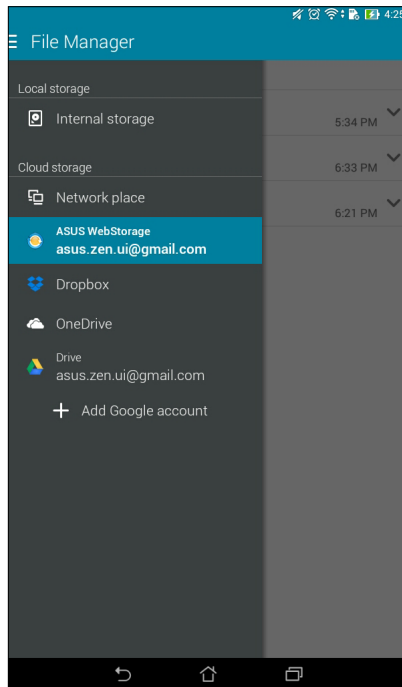 4:25
File Manager
Local storage
Internal storage
5:34 PM
Cloud storage
6:33 PM
Network place
6:21 PM
ASUS WebStorage
asus.zen.ui@gmail.com
Dropbox
OneDrive
Drive
asus.zen.ui@gmail.com
+ Add Google account